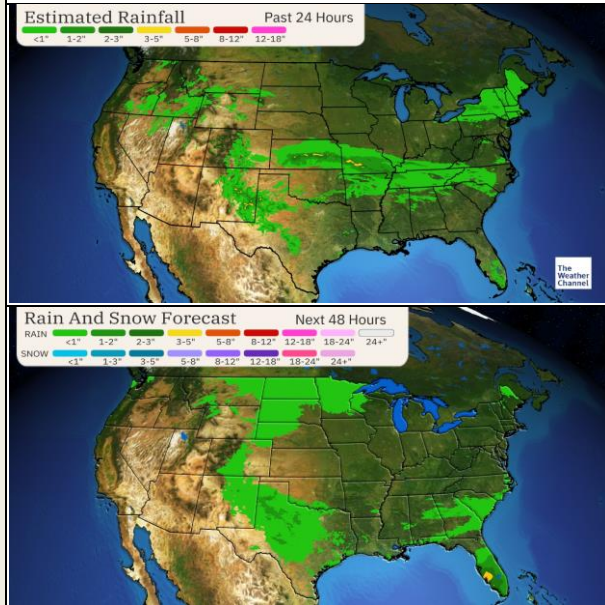 Estimated Rainfall Past 24 Hours
<1" 1-2" 2-3" 3-5" 5-8" 8-12" 12-18"
The
Weather
Channel
Rain And Snow Forecast Next 48 Hours
RAIN
<1" 1-2" 2-3" 3-5" 5-8" 8-12" 12-18" 18-24" 24+"
SNOW
<1" 1-3" 3-5" 5-8" 8-12" 12-18" 18-24" 24+"